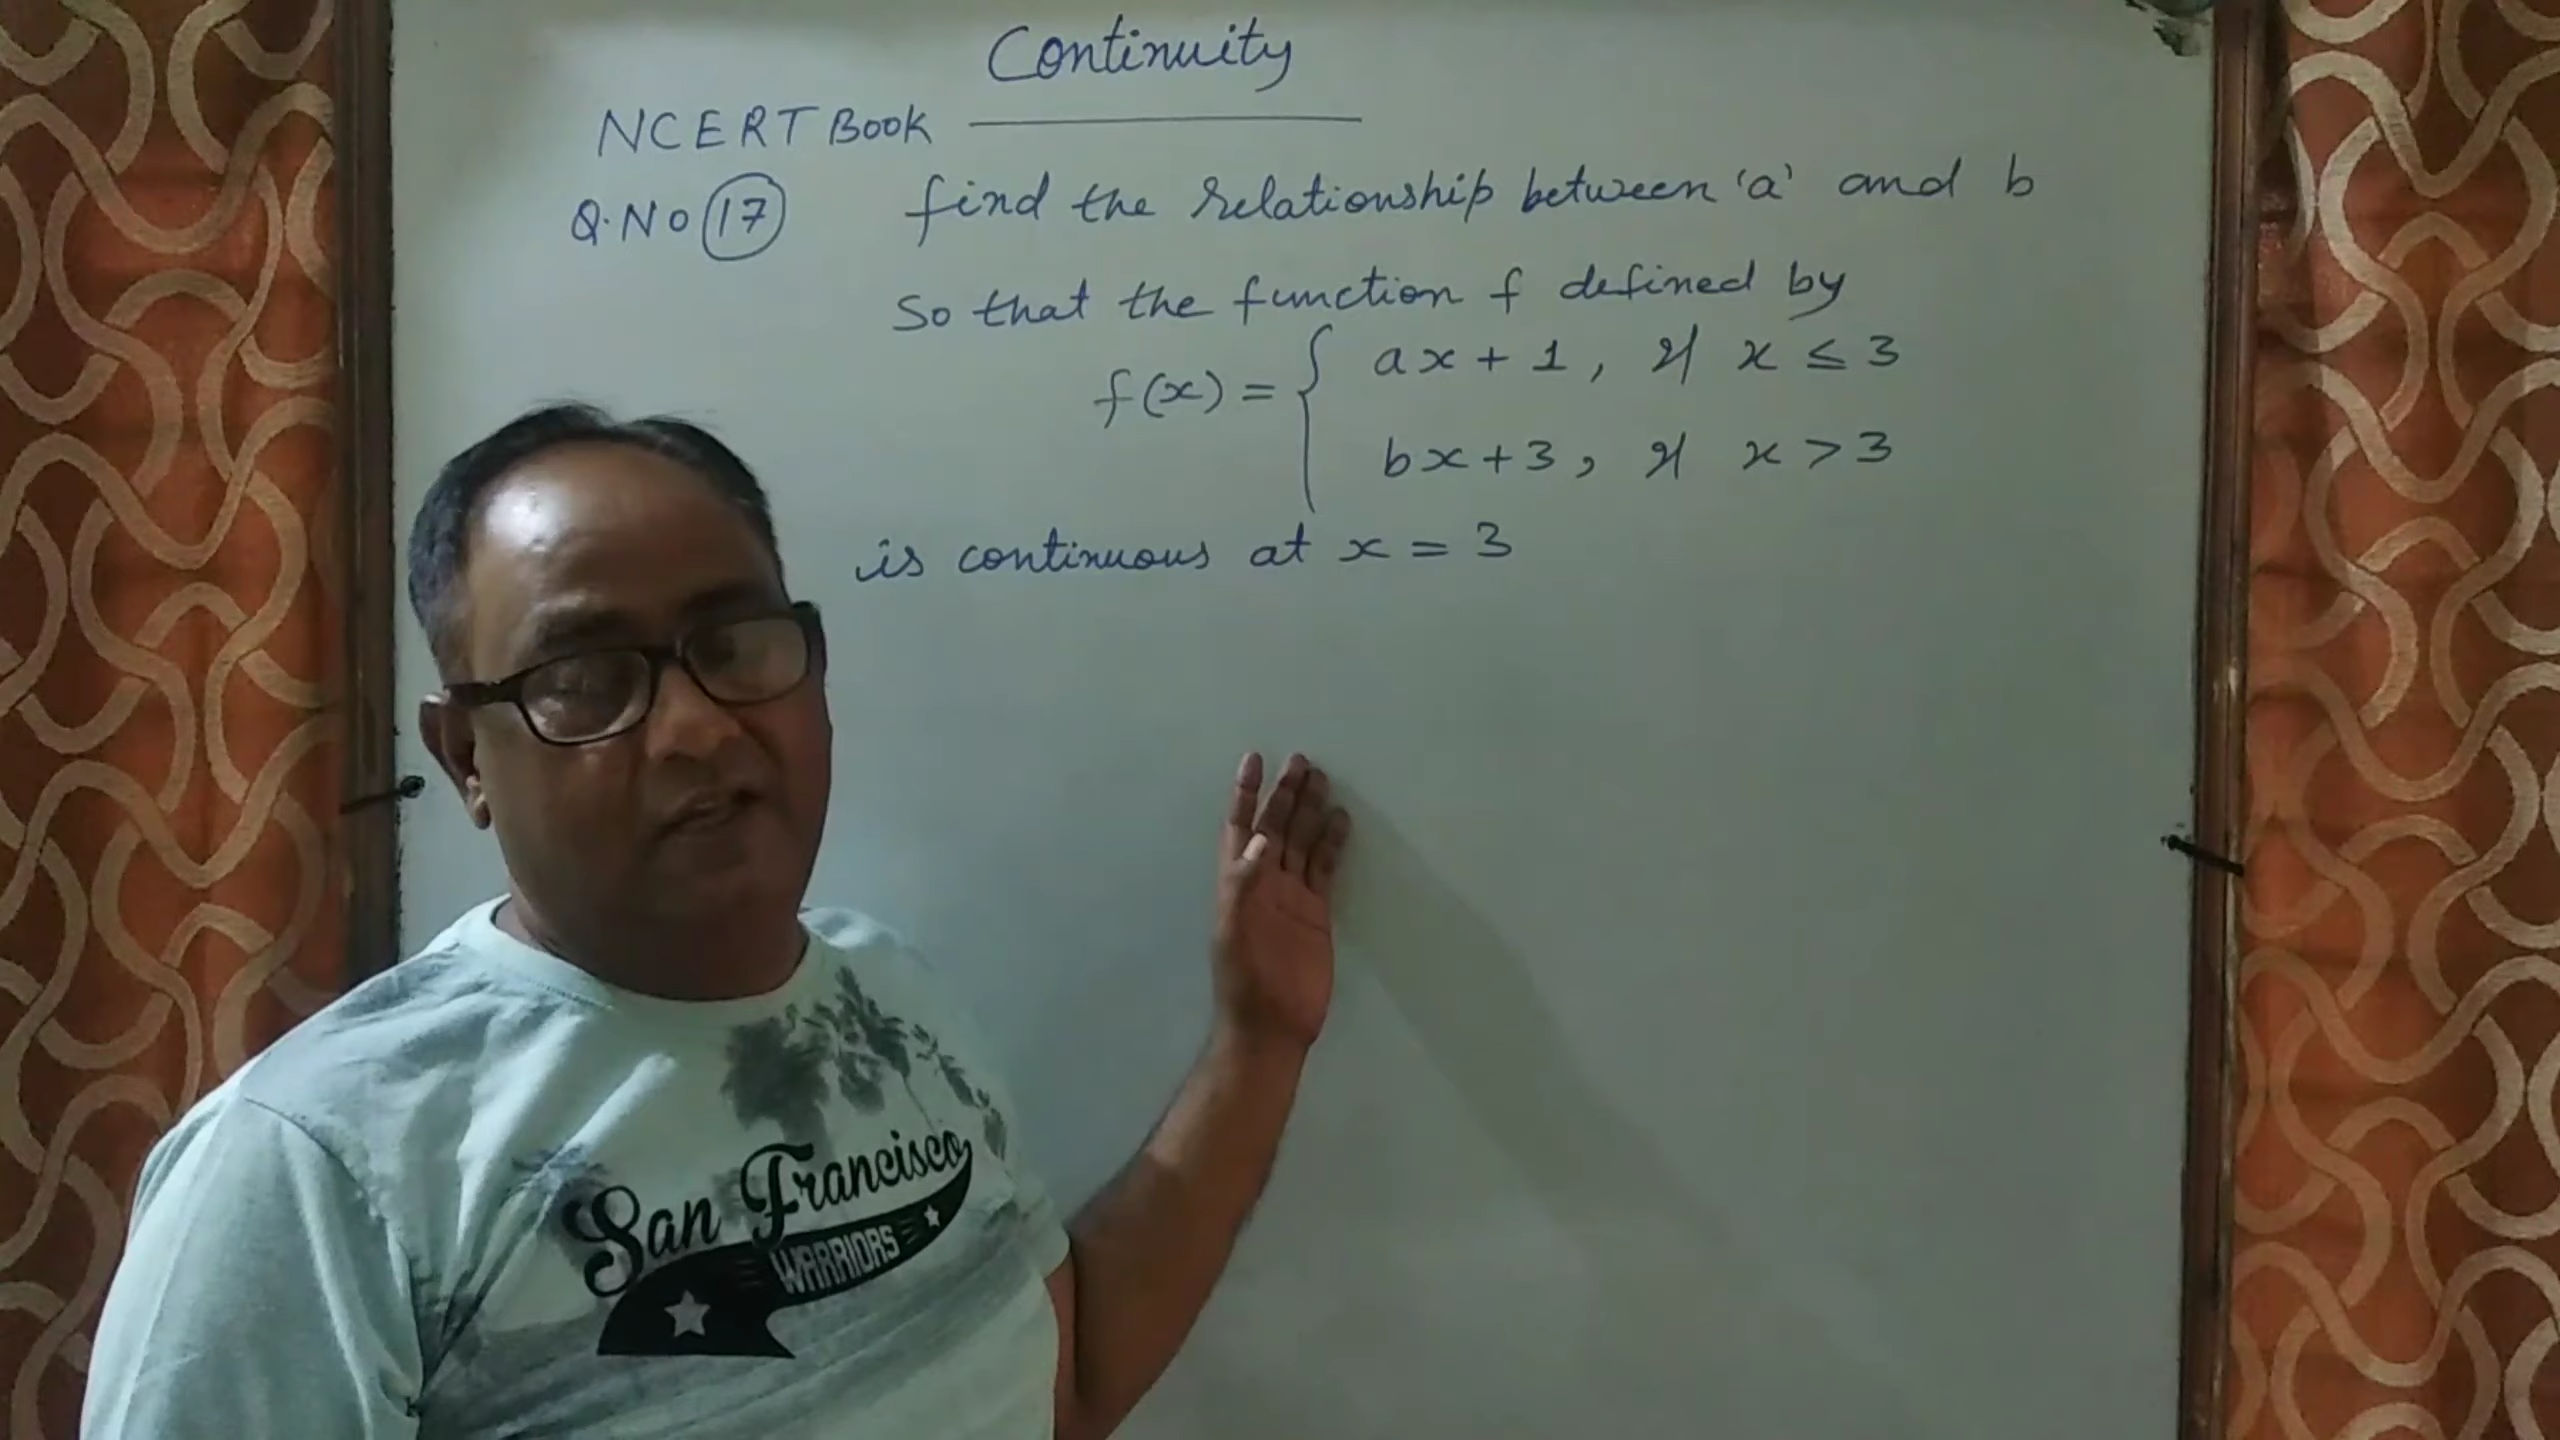 Continuity
NCERT Book
Q.No 17 find the relationship between 'a' and b
So that the function f defined by
f(x) = { ax + 1, if x ≤ 3
bx + 3, if x > 3
is continuous at x = 3
San Francisco
WARRIORS